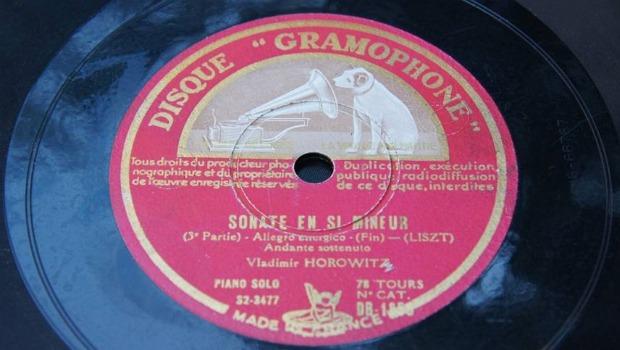 DISQUE "GRAMOPHONE"
Tous droits du producteur pho-
nographique et du propriétaire
de l'œuvre enregistrée réservés
Duplication, exécution,
publique, radiodiffusion
de ce disque, interdites
SONATE EN SI MINEUR
(3e Partie) - Allegro energico - (Fin) - (LISZT)
Andante sostenuto
Vladimir HOROWITZ
PIANO SOLO
S2-3477
78 TOURS
N° CAT.
MADE IN FRANCE